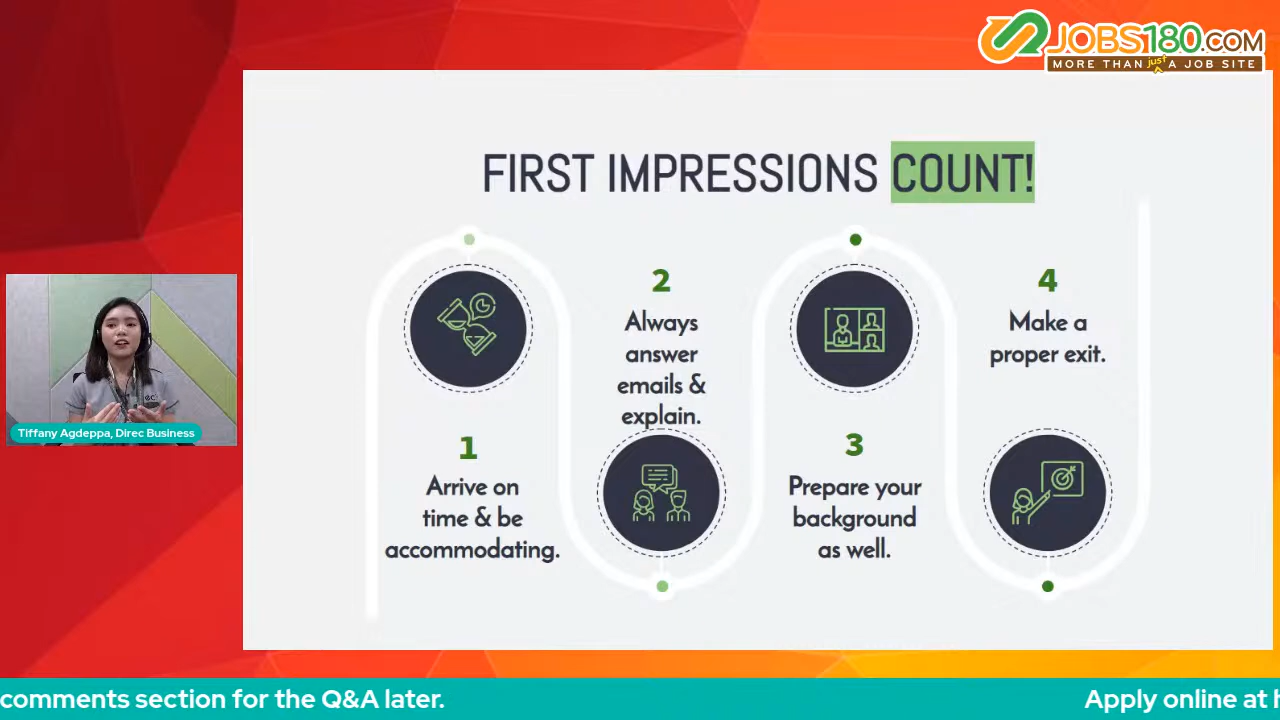 JOBS180.COM
MORE THAN just A JOB SITE
FIRST IMPRESSIONS COUNT!
1
Arrive on
time & be
accommodating.
2
Always
answer
emails &
explain.
3
Prepare your
background
as well.
4
Make a
proper exit.
Tiffany Agdeppa, Direc Business
comments section for the Q&A later.
Apply online at